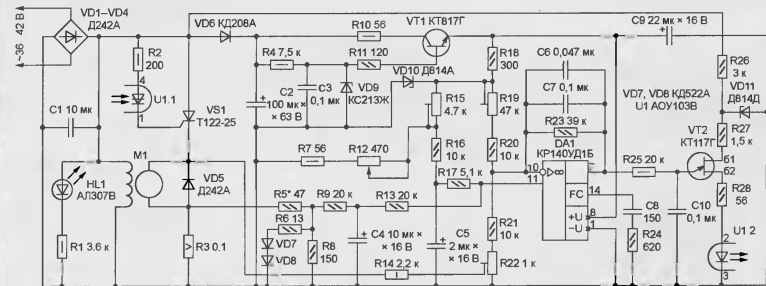 ~36 42 В
VD1–VD4
Д242А
VD6 КД208А
R10 56
VT1 КТ817Г
C9 22 мк × 16 В
R2
200
R4 7,5 к
R11 120
R18
300
C6 0,047 мк
R26
3 к
4
U1.1
1
C2
100 мк ×
× 63 В
C3
0,1 мк
VD9
КС213Ж
VD10 Д814А
C7 0,1 мк
VD7, VD8 КД522А
U1 АОУ103В
VD11
Д814Д
C1 10 мк
VS1
Т122-25
R15
4,7 к
R19
47 к
R23 39 к
DA1
КР140УД1Б
VT2
КТ117Г
R27
1,5 к
R7 56
R12 470
R16
10 к
R20
10 к
10
11
∞
R25 20 к
б1
б2
HL1
АЛ307В
M1
VD5
Д242А
R17 5,1 к
FC
14
+U
8
−U
1
R28
56
R5* 47
R9 20 к
R13 20 к
R6 13
R21
10 к
C8
150
C10
0,1 мк
R1 3.6 к
R3 0.1
VD7
VD8
R8
150
C4 10 мк ×
× 16 В
C5
2 мк ×
× 16 В
R24
620
2
U1 2
3
R14 2,2 к
R22 1 к